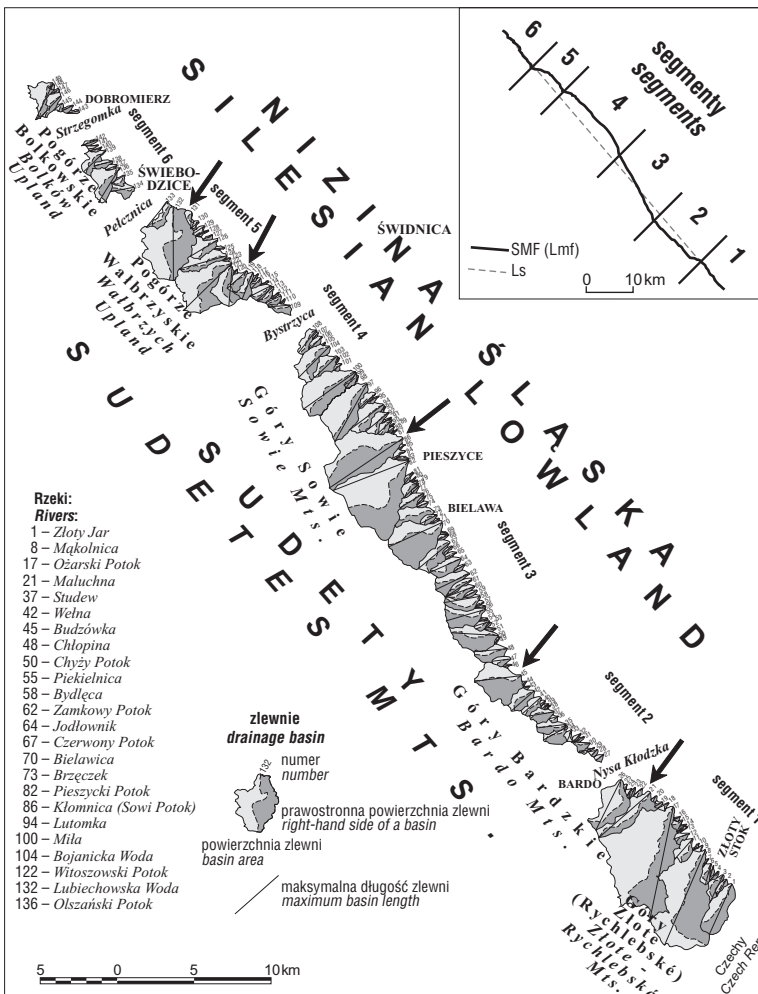 NIZINA ŚLĄSKA
SILESIAN LOWLAND
SUDETY
SUDETES MTS.
DOBROMIERZ
Strzegomka
segment 6
Pogórze
Bolkowskie
Bolków
Upland
ŚWIEBO-
DZICE
segment 5
Pełcznica
ŚWIDNICA
Pogórze
Wałbrzyskie
Wałbrzych
Upland
Bystrzyca
segment 4
Góry Sowie
Sowie Mts.
PIESZYCE
BIELAWA
segment 3
segment 2
Góry Bardzkie
Bardo Mts.
Nysa Kłodzka
BARDO
segment 1
ZŁOTY
STOK
Góry
Złote
(Rychlebské)
Złote -
Rychlebské
Mts.
Czechy
Czech Rep
6
5
4
3
2
1
segmenty
segments
SMF (Lmf)
Ls
0 10 km
Rzeki:
Rivers:
1 – Złoty Jar
8 – Mąkolnica
17 – Ożarski Potok
21 – Maluchna
37 – Studew
42 – Wełna
45 – Budzówka
48 – Chłopina
50 – Chyży Potok
55 – Piekielnica
58 – Bydlęca
62 – Zamkowy Potok
64 – Jodłownik
67 – Czerwony Potok
70 – Bielawica
73 – Brzęczek
82 – Pieszycki Potok
86 – Kłomnica (Sowi Potok)
94 – Lutomka
100 – Miła
104 – Bojanicka Woda
122 – Witoszowski Potok
132 – Lubiechowska Woda
136 – Olszański Potok
zlewnie
drainage basin
132
numer
number
prawostronna powierzchnia zlewni
right-hand side of a basin
powierzchnia zlewni
basin area
maksymalna długość zlewni
maximum basin length
5 0 5 10 km